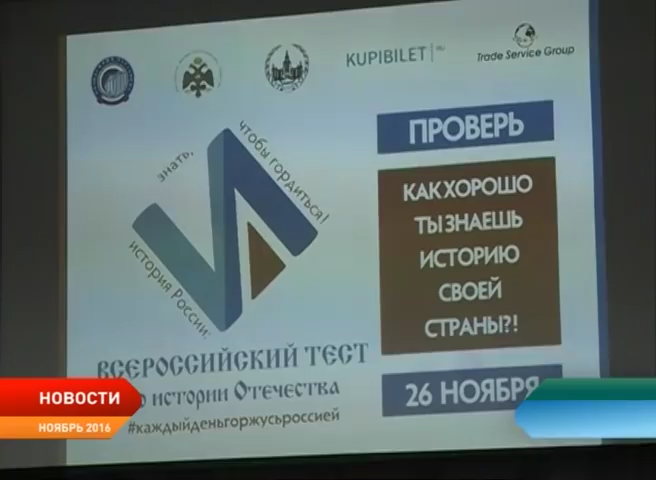 KUPIBILET
Trade Service Group
знать,
чтобы гордиться!
история России:
ПРОВЕРЬ
КАК ХОРОШО
ТЫ ЗНАЕШЬ
ИСТОРИЮ
СВОЕЙ
СТРАНЫ?!
26 НОЯБРЯ
ВСЕРОССИЙСКИЙ ТЕСТ
истории Отечества
#каждыйденьгоржусьроссией
НОВОСТИ
НОЯБРЬ 2016